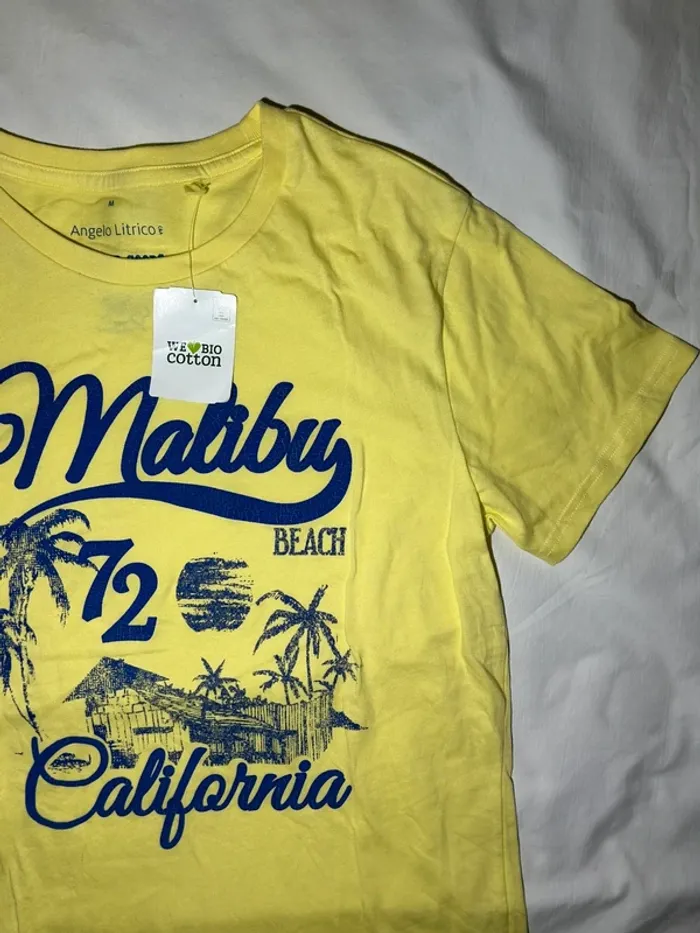 M
Angelo Litrico
WE BIO
cotton
Malibu
BEACH
72
California